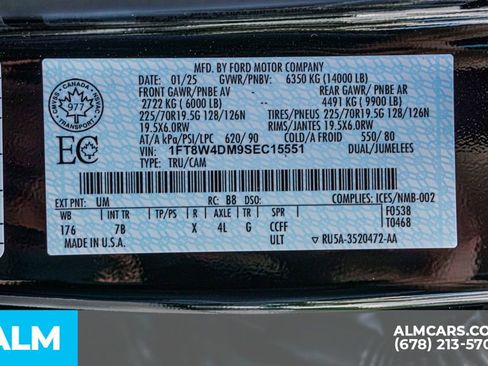 MFD. BY FORD MOTOR COMPANY
DATE: 01/25 GVWR/PNBV: 6350 KG (14000 LB)
FRONT GAWR/PNBE AV REAR GAWR/ PNBE AR
2722 KG ( 6000 LB) -- 4491 KG ( 9900 LB)
225/70R19.5G 128/126N TIRES/PNEUS 225/70R19.5G 128/126N
19.5X6.0RW RIMS/JANTES 19.5X6.0RW
AT/A kPa/PSI/LPC 620/ 90 COLD/A FROID 550/ 80
VIN: 1FT8W4DM9SEC15551 DUAL/JUMELEES
TYPE: TRU/CAM
CANADA
977
TRANSPORT
EC
EXT PNT: UM RC: B8 DSO: COMPLIES: ICES/NMB-002
WB INT TR TP/PS R AXLE TR SPR F0538
176 7B X 4L G CCFF T0468
MADE IN U.S.A. ULT RU5A-3520472-AA
ALM
ALMCARS.CO
(678) 213-570